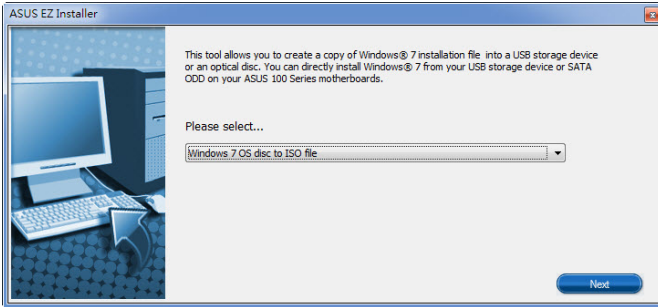 ASUS EZ Installer
This tool allows you to create a copy of Windows® 7 installation file into a USB storage device
or an optical disc. You can directly install Windows® 7 from your USB storage device or SATA
ODD on your ASUS 100 Series motherboards.
Please select...
Windows 7 OS disc to ISO file
Next